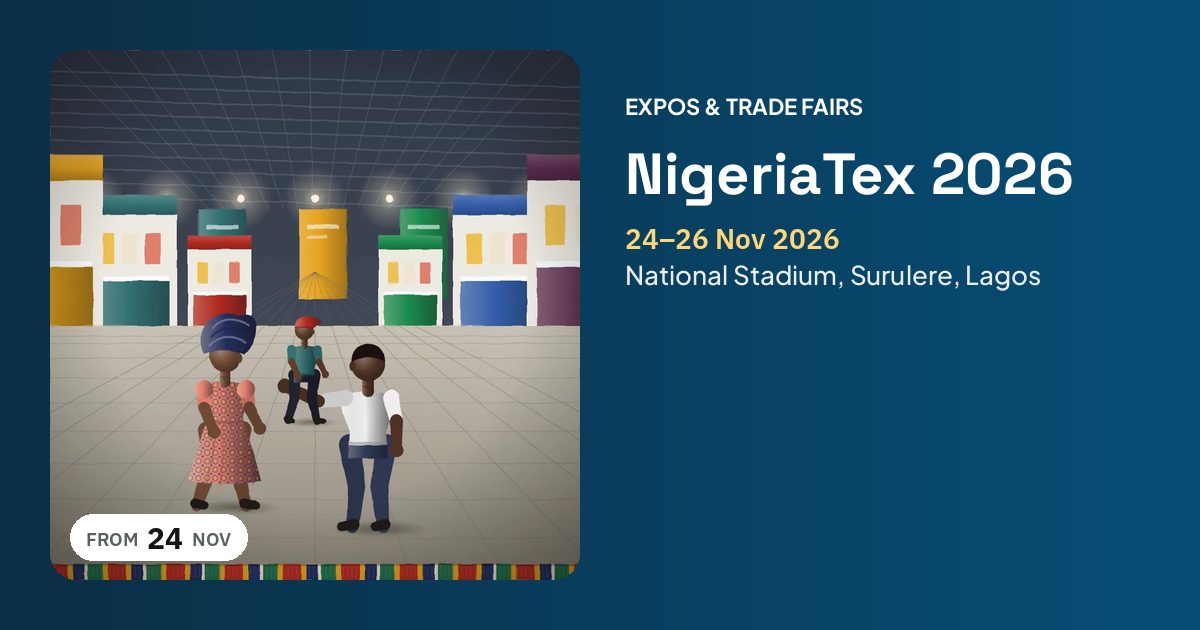 EXPOS & TRADE FAIRS
NigeriaTex 2026
24–26 Nov 2026
National Stadium, Surulere, Lagos
FROM 24 NOV